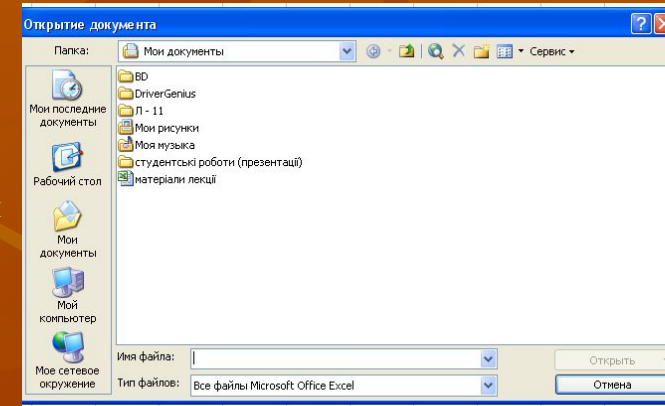 Открытие документа
Папка:
Мои документы
Сервис
Мои последние
документы
Рабочий стол
Мои
документы
Мой
компьютер
Мое сетевое
окружение
BD
DriverGenius
Л - 11
Мои рисунки
Моя музыка
студентські роботи (презентації)
матеріали лекції
Имя файла:
Открыть
Тип файлов:
Все файлы Microsoft Office Excel
Отмена